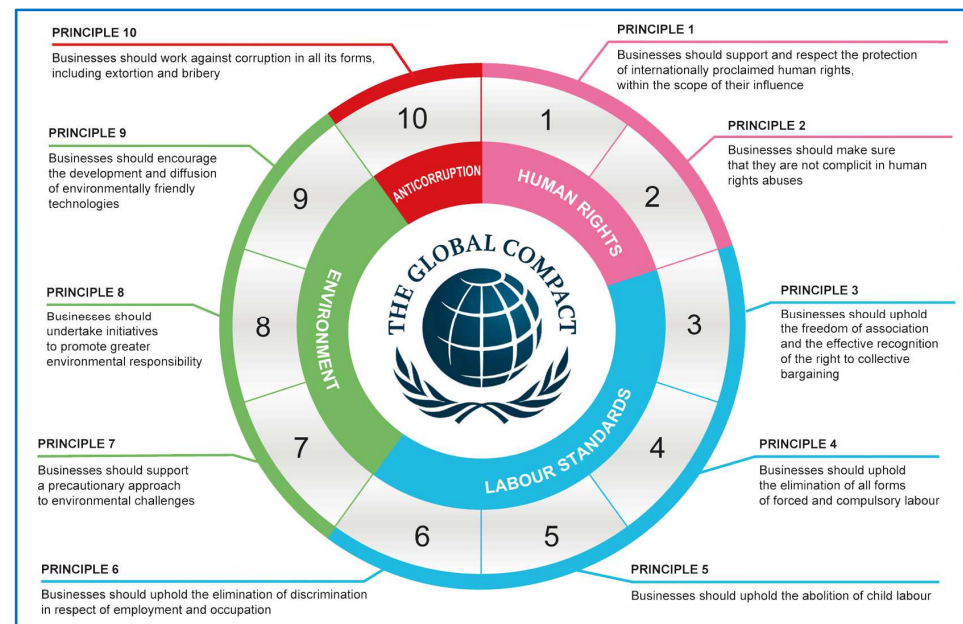 PRINCIPLE 10
Businesses should work against corruption in all its forms,
including extortion and bribery
PRINCIPLE 1
Businesses should support and respect the protection
of internationally proclaimed human rights,
within the scope of their influence
PRINCIPLE 2
Businesses should make sure
that they are not complicit in human
rights abuses
PRINCIPLE 9
Businesses should encourage
the development and diffusion
of environmentally friendly
technologies
PRINCIPLE 3
Businesses should uphold
the freedom of association
and the effective recognition
of the right to collective
bargaining
PRINCIPLE 8
Businesses should
undertake initiatives
to promote greater
environmental responsibility
PRINCIPLE 4
Businesses should uphold
the elimination of all forms
of forced and compulsory labour
PRINCIPLE 7
Businesses should support
a precautionary approach
to environmental challenges
PRINCIPLE 6
Businesses should uphold the elimination of discrimination
in respect of employment and occupation
PRINCIPLE 5
Businesses should uphold the abolition of child labour
10
1
2
3
4
5
6
7
8
9
ANTICORRUPTION
HUMAN RIGHTS
LABOUR STANDARDS
ENVIRONMENT
THE GLOBAL COMPACT